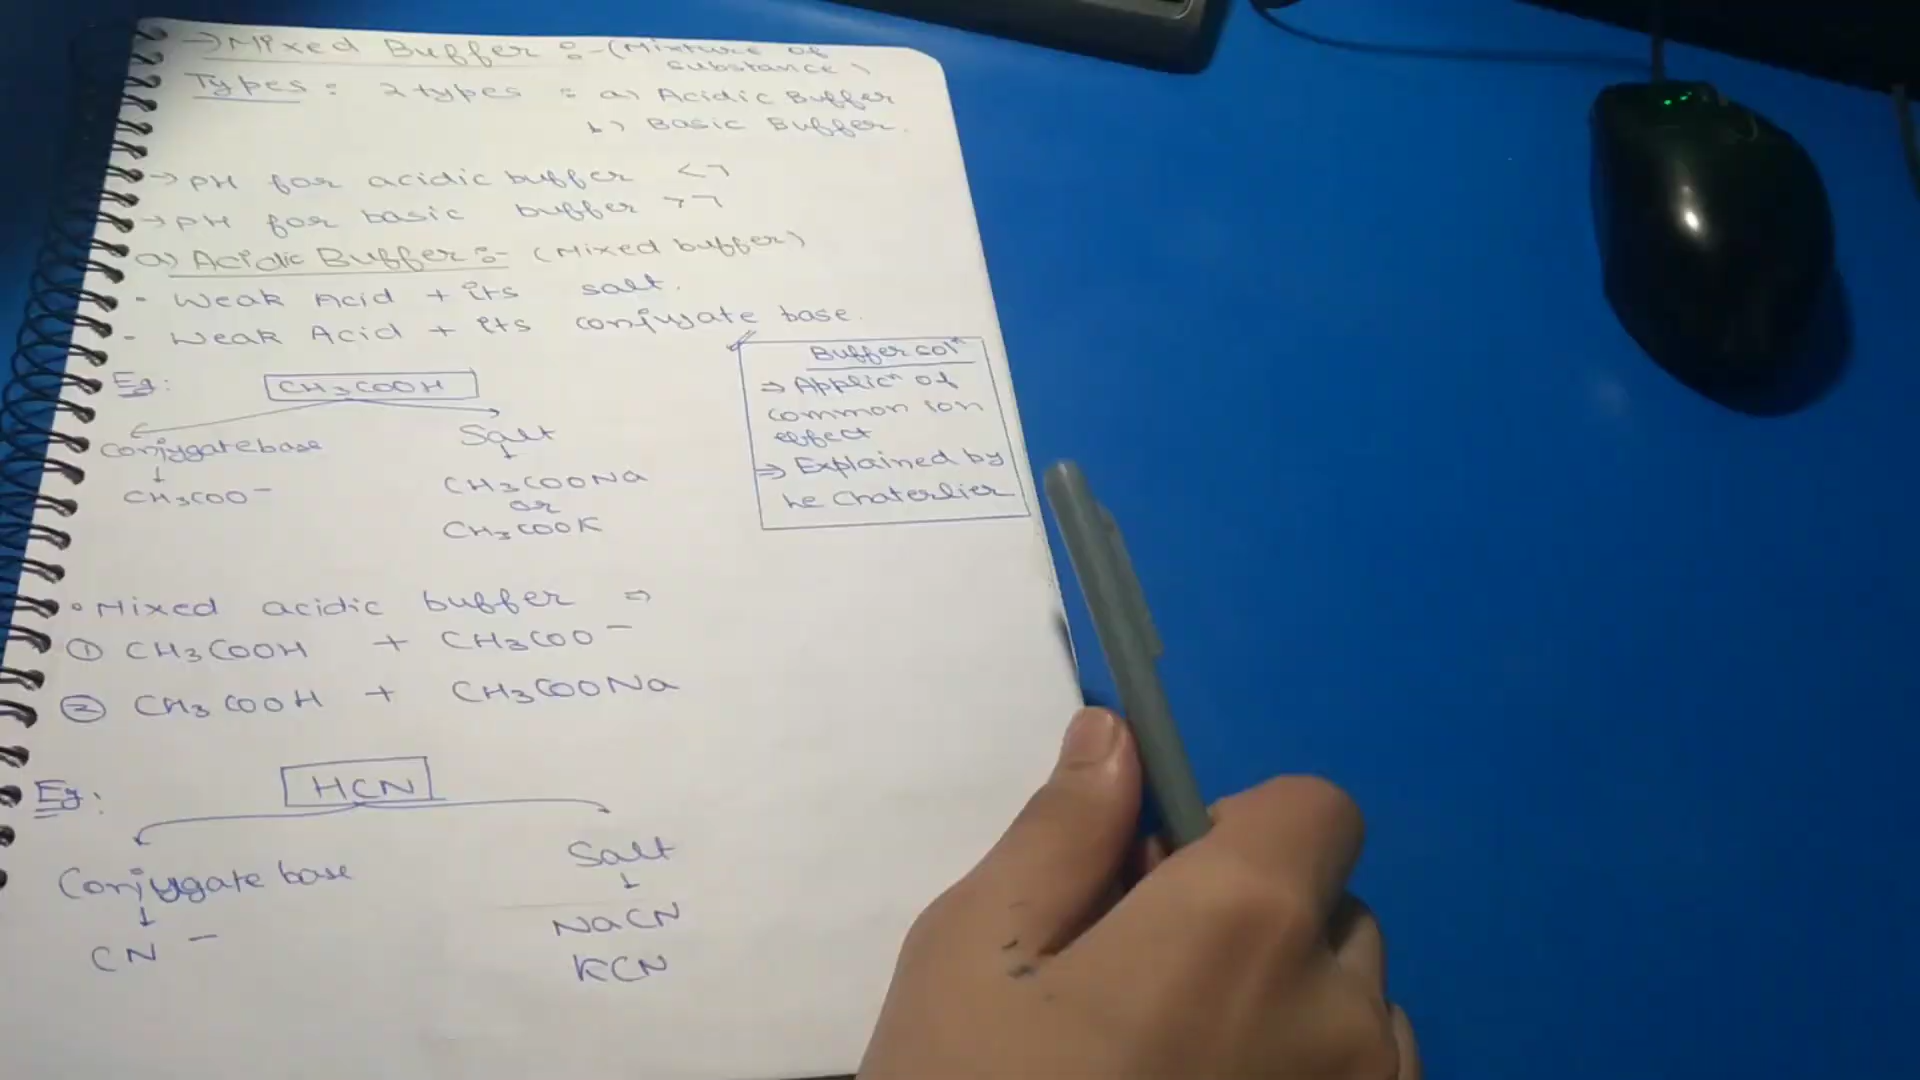 → Mixed Buffer :- (Mixture of
substance)
Types : 2 types : a) Acidic Buffer
b) Basic Buffer.
→ PH for acidic buffer <7
→ PH for basic buffer >7
a) Acidic Buffer :- (Mixed buffer)
- Weak Acid + its salt.
- Weak Acid + its conjugate base.
Eg: CH3COOH
Conjugate base
↓
CH3COO-
Salt
↓
CH3COONa
or
CH3COOK
Buffer solⁿ
⇒ Applicⁿ of
common ion
effect
⇒ Explained by
Le Chaterlier
• Mixed acidic buffer ⇒
① CH3COOH + CH3COO-
② CH3COOH + CH3COONa
Eg: HCN
Conjugate base
↓
CN-
Salt
↓
NaCN
KCN